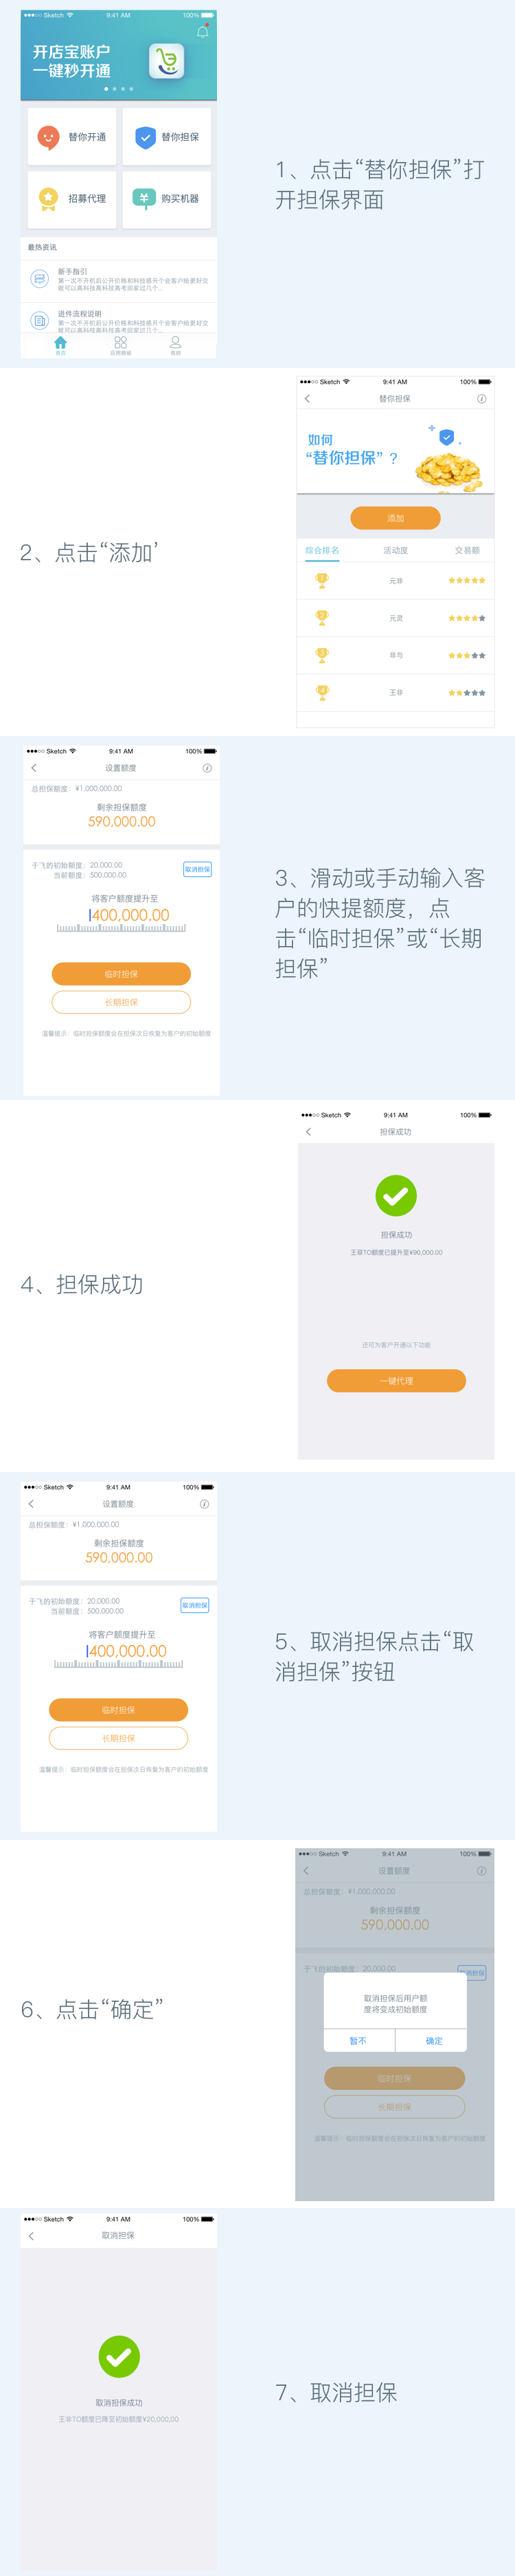 Sketch 9:41 AM 100%
开店宝账户
一键秒开通
替你开通
替你担保
招募代理
购买机器
最热资讯
新手指引
第一次不开机后公开价格和科技感开个会客户给更好交
就可以高科技高科技高考回家过几个...
进件流程说明
第一次不开机后公开价格和科技感开个会客户给更好交
就可以高科技高科技高考回家过几个...
首页
应用商城
我的
1、点击“替你担保”打
开担保界面
2、点击“添加’
Sketch 9:41 AM 100%
替你担保
如何
“替你担保”?
添加
综合排名 活动度 交易额
1 元非
2 元灵
3 非与
4 王非
Sketch 9:41 AM 100%
设置额度
总担保额度：¥1,000,000.00
剩余担保额度
590,000.00
于飞的初始额度：20,000.00
当前额度：500,000.00
取消担保
将客户额度提升至
400,000.00
临时担保
长期担保
温馨提示：临时担保额度会在担保次日恢复为客户的初始额度
3、滑动或手动输入客
户的快提额度，点
击“临时担保”或“长期
担保”
4、担保成功
Sketch 9:41 AM 100%
担保成功
担保成功
王非TO额度已提升至¥90,000.00
还可为客户开通以下功能
一键代理
Sketch 9:41 AM 100%
设置额度
总担保额度：¥1,000,000.00
剩余担保额度
590,000.00
于飞的初始额度：20,000.00
当前额度：500,000.00
取消担保
将客户额度提升至
400,000.00
临时担保
长期担保
温馨提示：临时担保额度会在担保次日恢复为客户的初始额度
5、取消担保点击“取
消担保”按钮
6、点击“确定”
Sketch 9:41 AM 100%
设置额度
总担保额度：¥1,000,000.00
剩余担保额度
590,000.00
于飞的初始额度：20,000.00
消担保
取消担保后用户额
度将变成初始额度
暂不
确定
临时担保
长期担保
温馨提示：临时担保额度会在担保次日恢复为客户的初始额度
Sketch 9:41 AM 100%
取消担保
取消担保成功
王非TO额度已降至初始额度¥20,000,00
7、取消担保